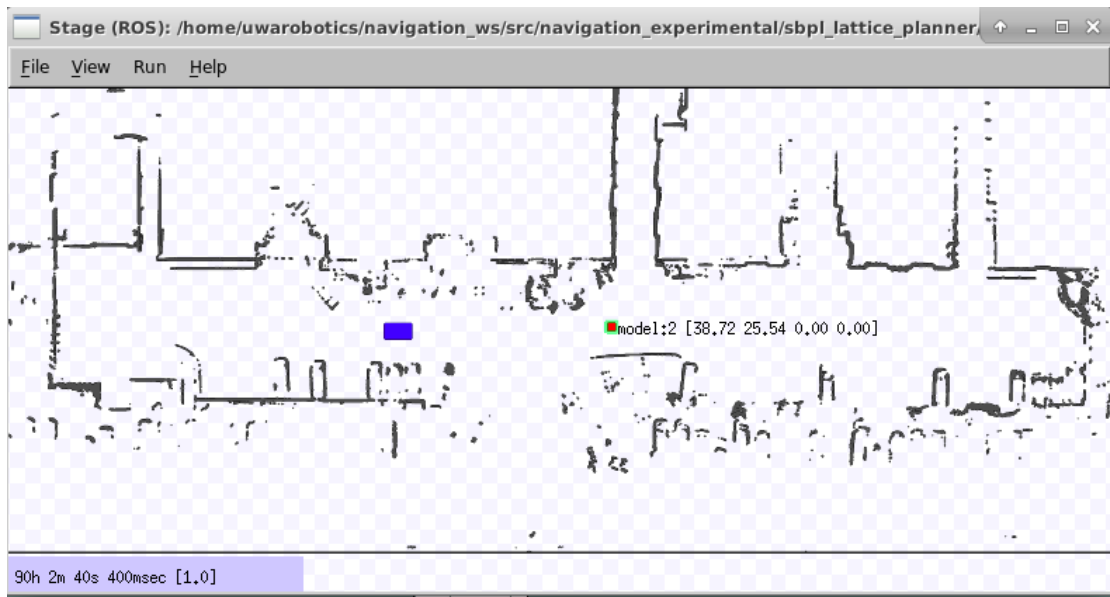 Stage (ROS): /home/uwarobotics/navigation_ws/src/navigation_experimental/sbpl_lattice_planner/
File View Run Help
model:2 [38.72 25.54 0.00 0.00]
90h 2m 40s 400msec [1.0]